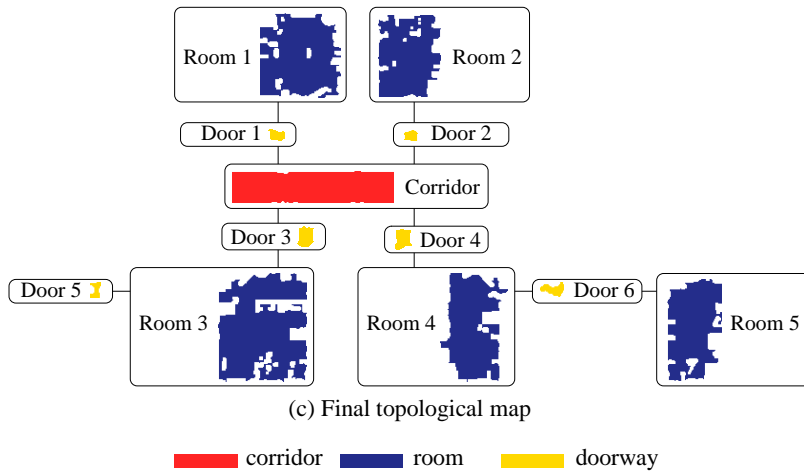 Room 1
Room 2
Door 1
Door 2
Corridor
Door 3
Door 4
Door 5
Door 6
Room 3
Room 4
Room 5
(c) Final topological map
corridor
room
doorway